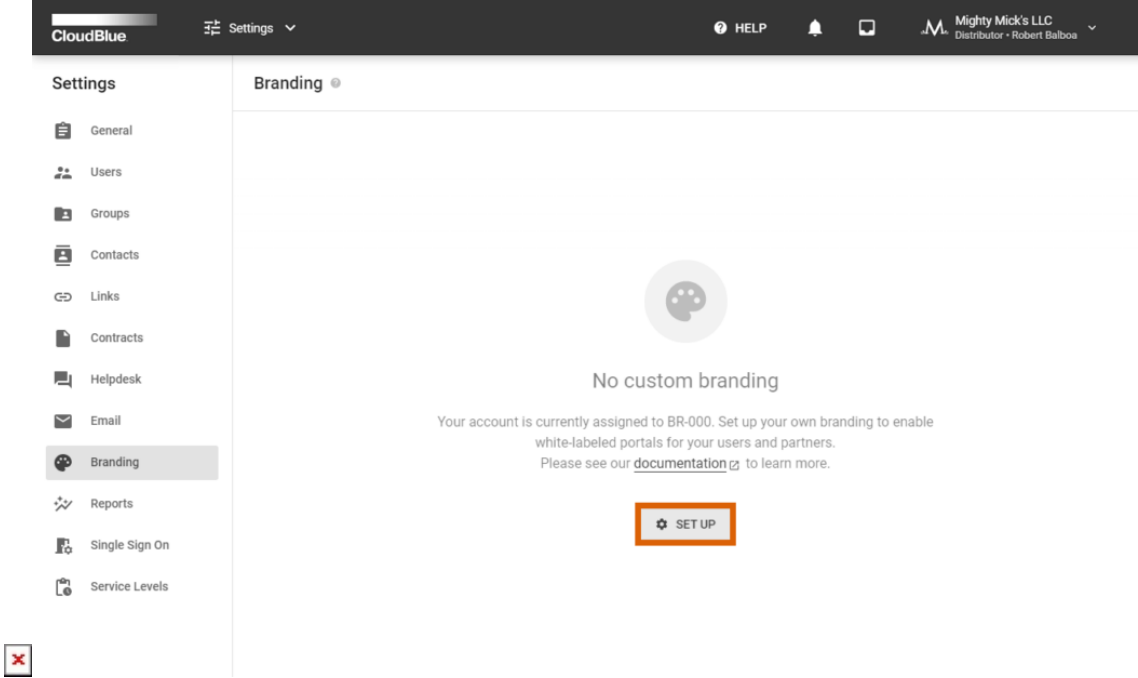 CloudBlue
Settings
HELP
Mighty Mick's LLC
Distributor • Robert Balboa
Settings
Branding
General
Users
Groups
Contacts
Links
Contracts
Helpdesk
Email
Branding
Reports
Single Sign On
Service Levels
No custom branding
Your account is currently assigned to BR-000. Set up your own branding to enable
white-labeled portals for your users and partners.
Please see our documentation to learn more.
SET UP